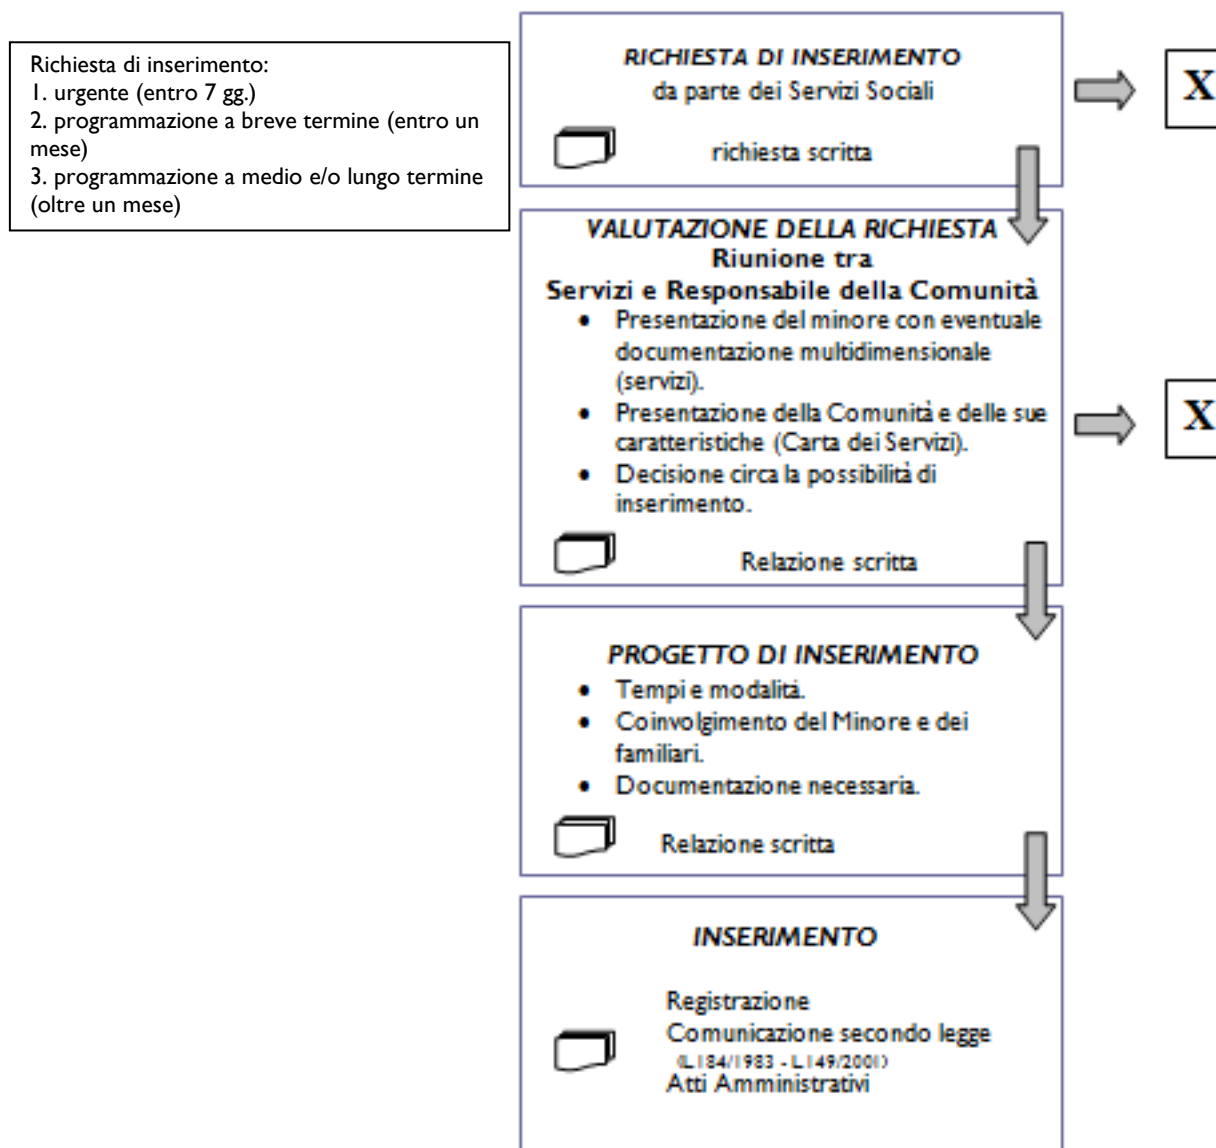 Richiesta di inserimento:
1. urgente (entro 7 gg.)
2. programmazione a breve termine (entro un
mese)
3. programmazione a medio e/o lungo termine
(oltre un mese)
RICHIESTA DI INSERIMENTO
da parte dei Servizi Sociali
richiesta scritta
X
VALUTAZIONE DELLA RICHIESTA
Riunione tra
Servizi e Responsabile della Comunità
• Presentazione del minore con eventuale
documentazione multidimensionale
(servizi).
• Presentazione della Comunità e delle sue
caratteristiche (Carta dei Servizi).
• Decisione circa la possibilità di
inserimento.
Relazione scritta
X
PROGETTO DI INSERIMENTO
• Tempi e modalità.
• Coinvolgimento del Minore e dei
familiari.
• Documentazione necessaria.
Relazione scritta
INSERIMENTO
Registrazione
Comunicazione secondo legge
(L.184/1983 - L.149/2001)
Atti Amministrativi